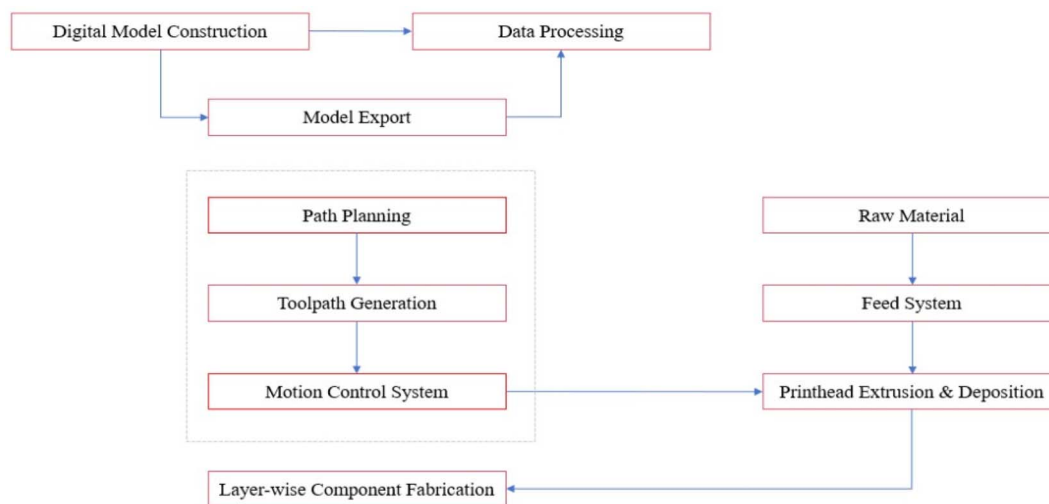 Digital Model Construction
Data Processing
Model Export
Path Planning
Raw Material
Toolpath Generation
Feed System
Motion Control System
Printhead Extrusion & Deposition
Layer-wise Component Fabrication